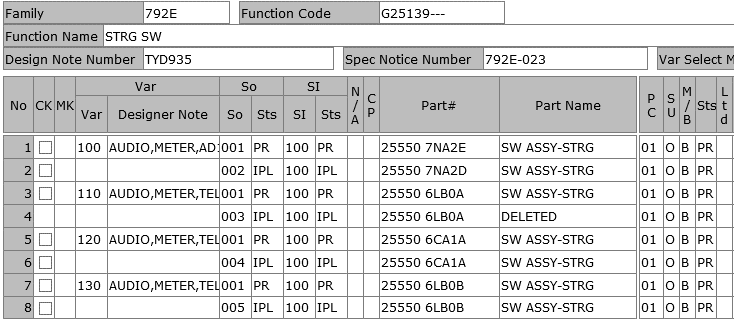 Family 792E Function Code G25139---
Function Name STRG SW
Design Note Number TYD935 Spec Notice Number 792E-023 Var Select M
No CK MK Var So SI N/A CP Part# Part Name PC SU M/B Sts Ltd
Var Designer Note So Sts SI Sts
1 100 AUDIO,METER,AD 001 PR 100 PR 25550 7NA2E SW ASSY-STRG 01 O B PR
2 002 IPL 100 IPL 25550 7NA2D SW ASSY-STRG 01 O B PR
3 110 AUDIO,METER,TEL 001 PR 100 PR 25550 6LB0A SW ASSY-STRG 01 O B PR
4 003 IPL 100 IPL 25550 6LB0A DELETED 01 O B PR
5 120 AUDIO,METER,TEL 001 PR 100 PR 25550 6CA1A SW ASSY-STRG 01 O B PR
6 004 IPL 100 IPL 25550 6CA1A SW ASSY-STRG 01 O B PR
7 130 AUDIO,METER,TEL 001 PR 100 PR 25550 6LB0B SW ASSY-STRG 01 O B PR
8 005 IPL 100 IPL 25550 6LB0B SW ASSY-STRG 01 O B PR